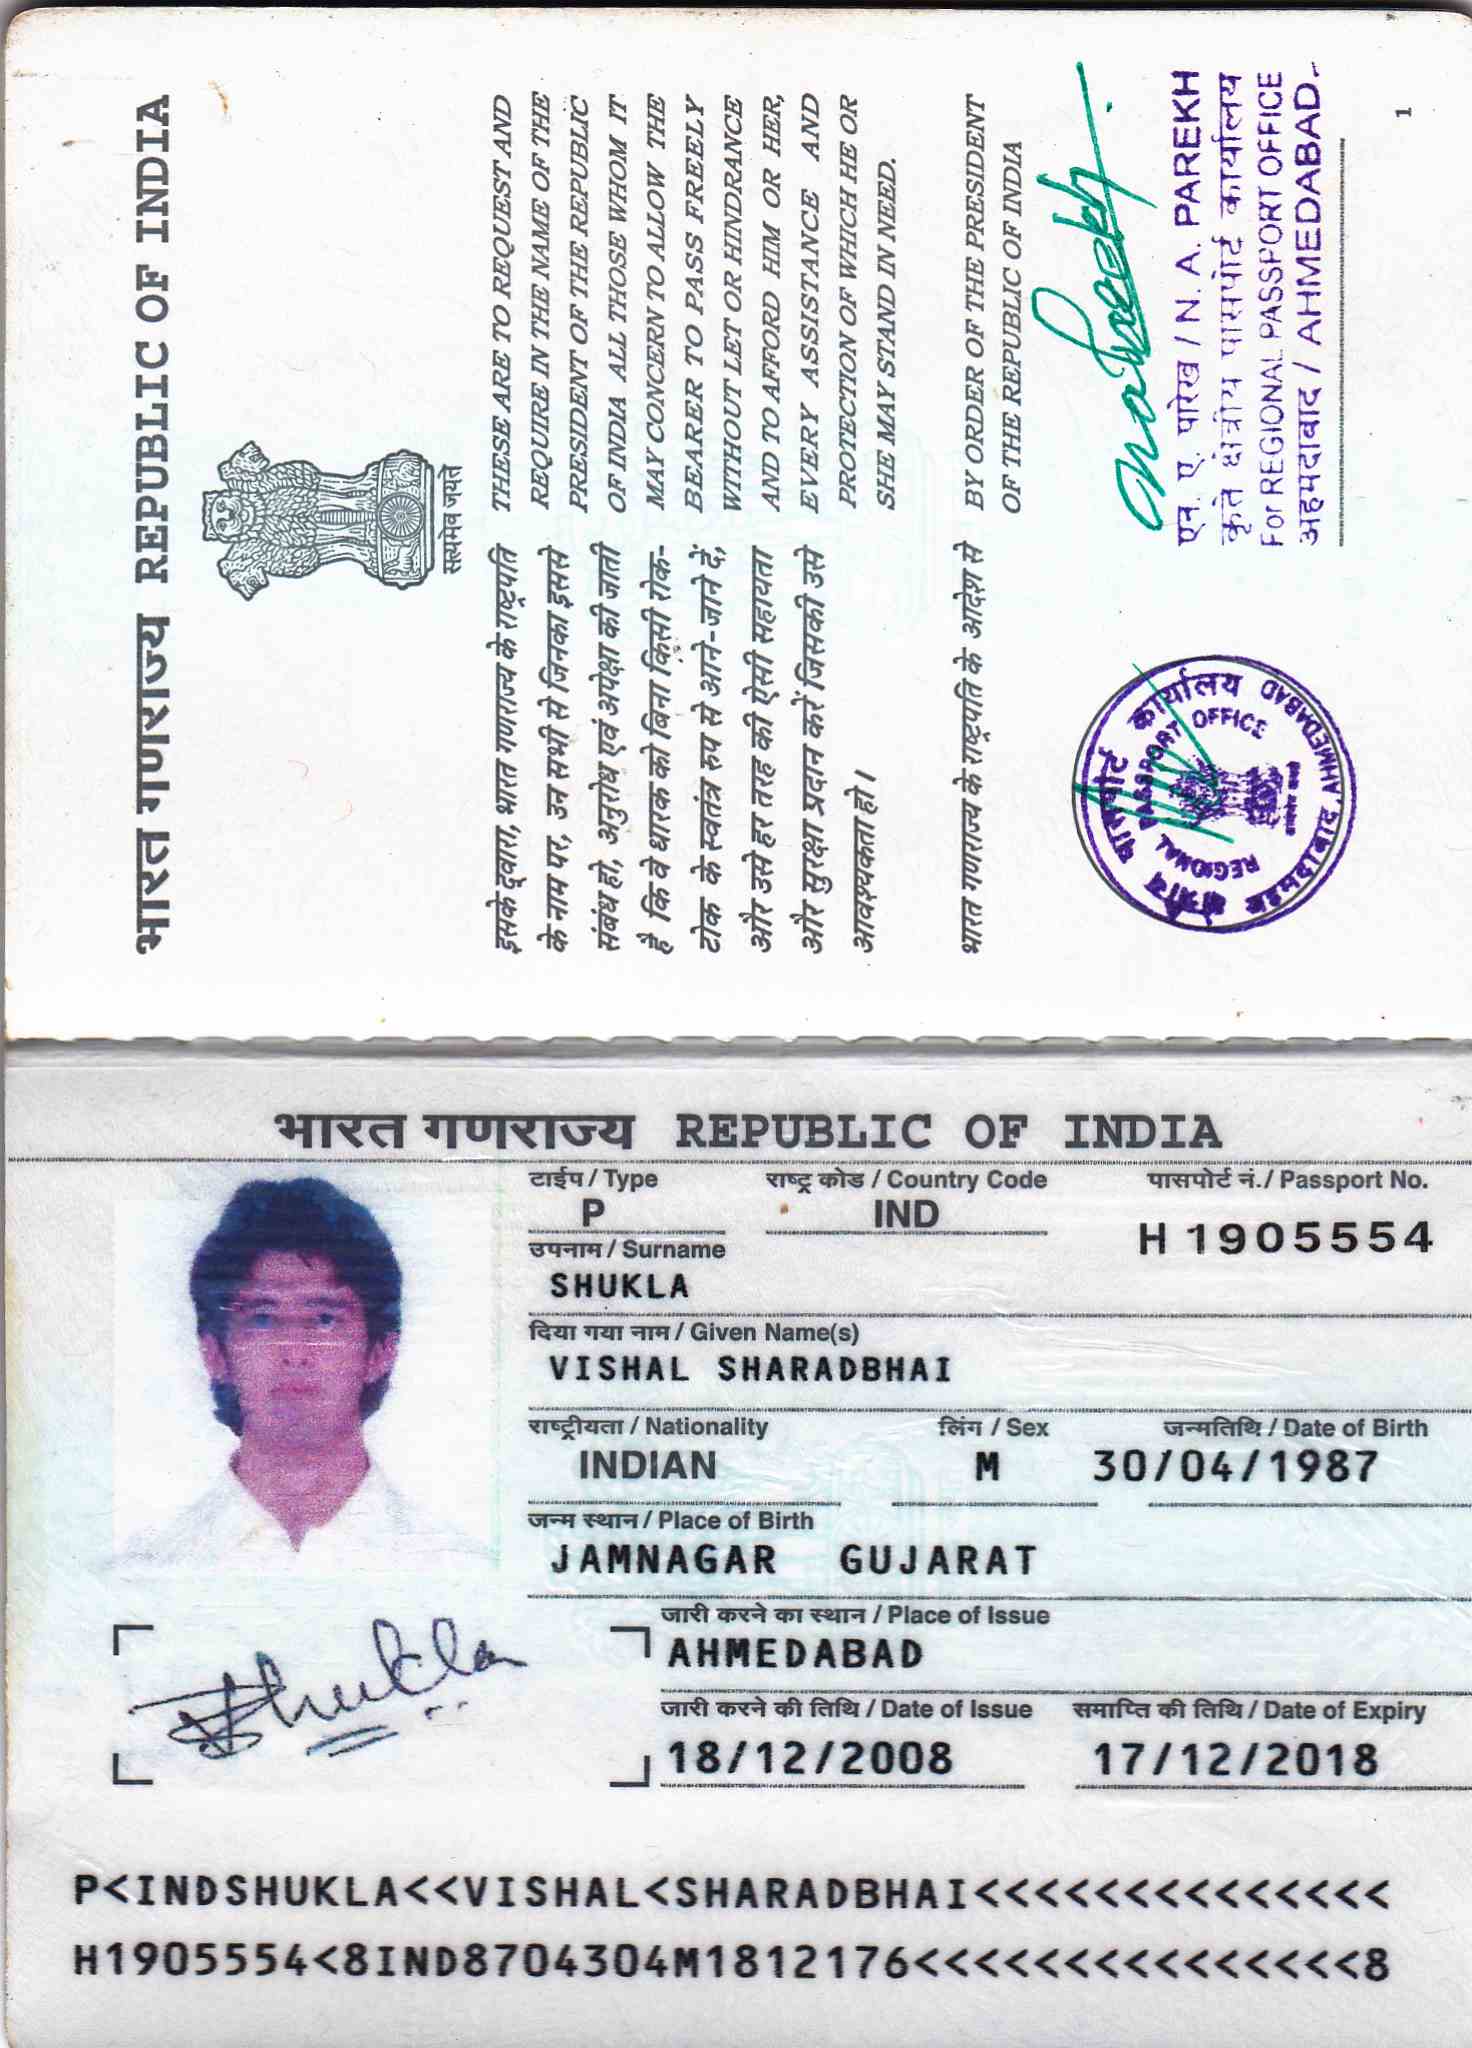 भारत गणराज्य REPUBLIC OF INDIA
सत्यमेव जयते
इसके द्वारा, भारत गणराज्य के राष्ट्रपति
के नाम पर, उन सभी से जिनका इससे
संबंध हो, अनुरोध एवं अपेक्षा की जाती
है कि वे धारक को बिना किसी रोक-
टोक के स्वतंत्र रुप से आने-जाने दें,
और उसे हर तरह की ऐसी सहायता
और सुरक्षा प्रदान करें जिसकी उसे
आवश्यकता हो।
THESE ARE TO REQUEST AND
REQUIRE IN THE NAME OF THE
PRESIDENT OF THE REPUBLIC
OF INDIA ALL THOSE WHOM IT
MAY CONCERN TO ALLOW THE
BEARER TO PASS FREELY
WITHOUT LET OR HINDRANCE
AND TO AFFORD HIM OR HER,
EVERY ASSISTANCE AND
PROTECTION OF WHICH HE OR
SHE MAY STAND IN NEED.
भारत गणराज्य के राष्ट्रपति के आदेश से
BY ORDER OF THE PRESIDENT
OF THE REPUBLIC OF INDIA
क्षेत्रीय पासपोर्ट कार्यालय
REGIONAL PASSPORT OFFICE
अहमदाबाद, AHMEDABAD
NaParekh.
एन. ए. पारेख / N. A. PAREKH
कृते क्षेत्रीय पासपोर्ट कार्यालय
For REGIONAL PASSPORT OFFICE
अहमदाबाद / AHMEDABAD.
1
भारत गणराज्य REPUBLIC OF INDIA
टाईप / Type राष्ट्र कोड / Country Code पासपोर्ट नं. / Passport No.
P IND H 1905554
उपनाम / Surname
SHUKLA
दिया गया नाम / Given Name(s)
VISHAL SHARADBHAI
राष्ट्रीयता / Nationality लिंग / Sex जन्मतिथि / Date of Birth
INDIAN M 30/04/1987
जन्म स्थान / Place of Birth
JAMNAGAR GUJARAT
जारी करने का स्थान / Place of Issue
AHMEDABAD
जारी करने की तिथि / Date of Issue समाप्ति की तिथि / Date of Expiry
18/12/2008 17/12/2018
Shukla
P<INDSHUKLA<<VISHAL<SHARADBHAI<<<<<<<<<<<<<<
H1905554<8IND8704304M1812176<<<<<<<<<<<<<<<8